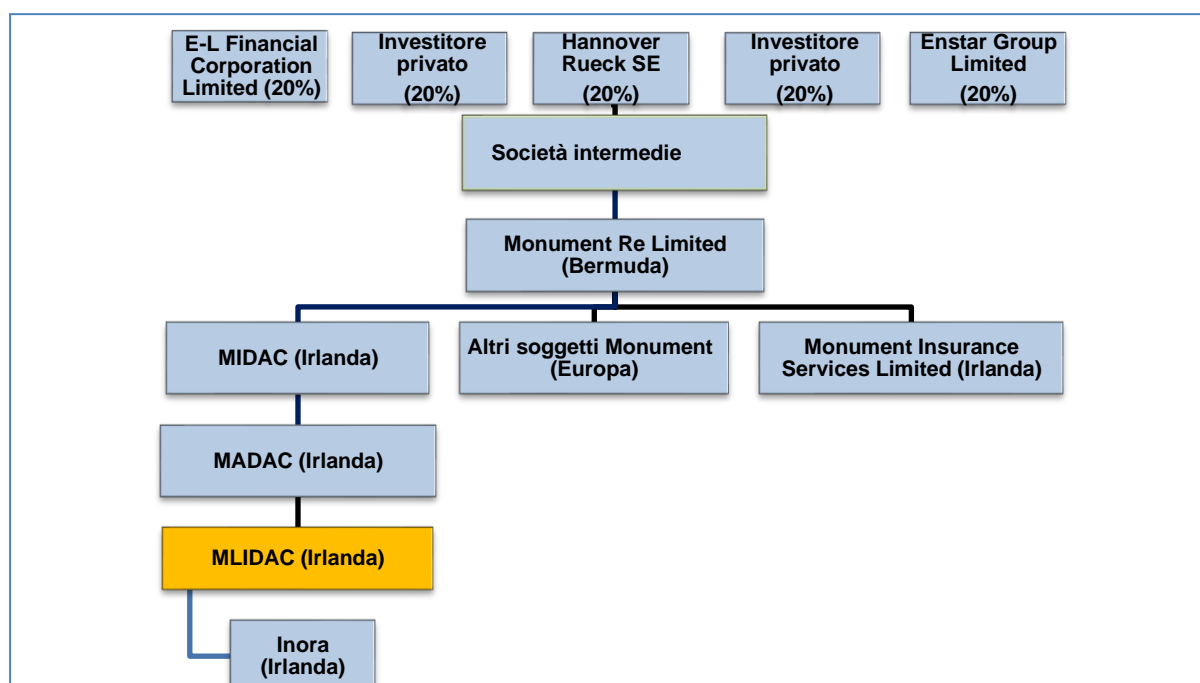 E-L Financial
Corporation
Limited (20%)
Investitore
privato
(20%)
Hannover
Rueck SE
(20%)
Investitore
privato
(20%)
Enstar Group
Limited
(20%)
Società intermedie
Monument Re Limited
(Bermuda)
MIDAC (Irlanda)
Altri soggetti Monument
(Europa)
Monument Insurance
Services Limited (Irlanda)
MADAC (Irlanda)
MLIDAC (Irlanda)
Inora
(Irlanda)